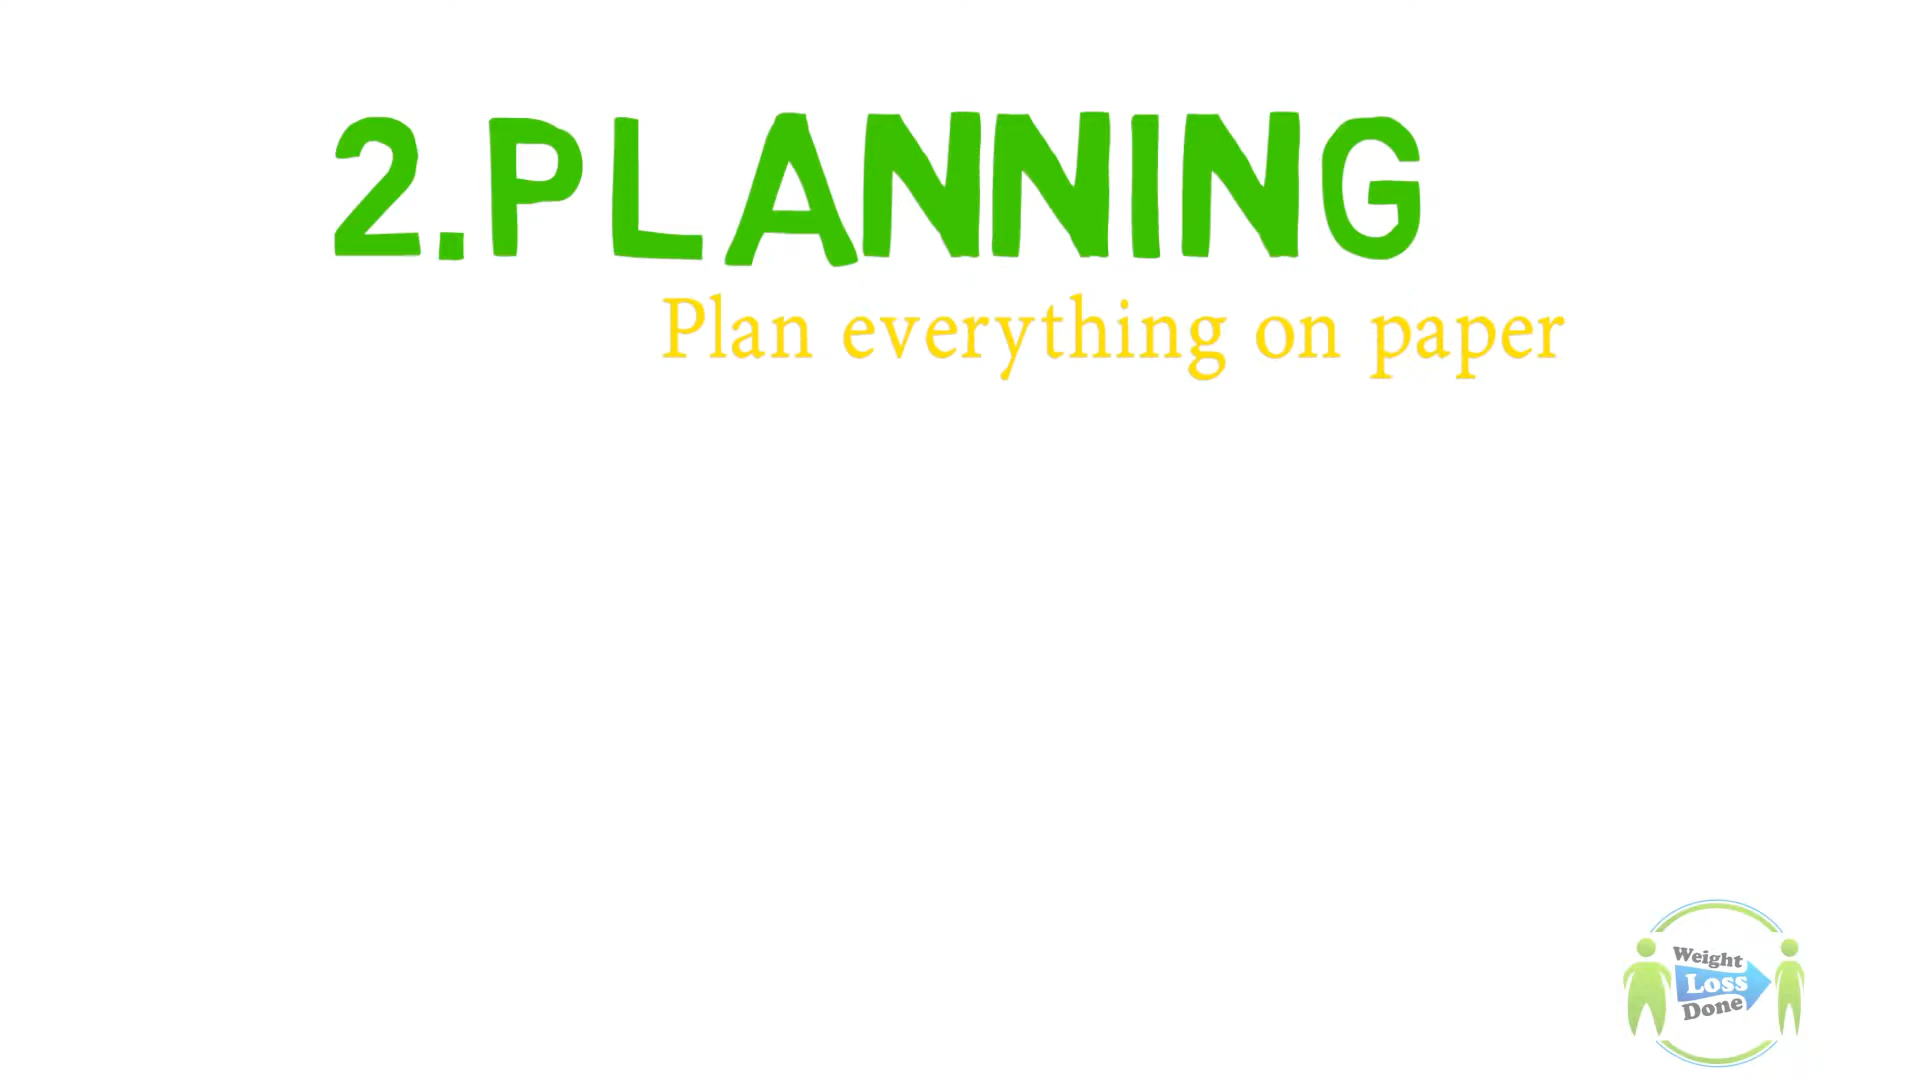 2.PLANNING
Plan everything on paper
Weight
Loss
Done